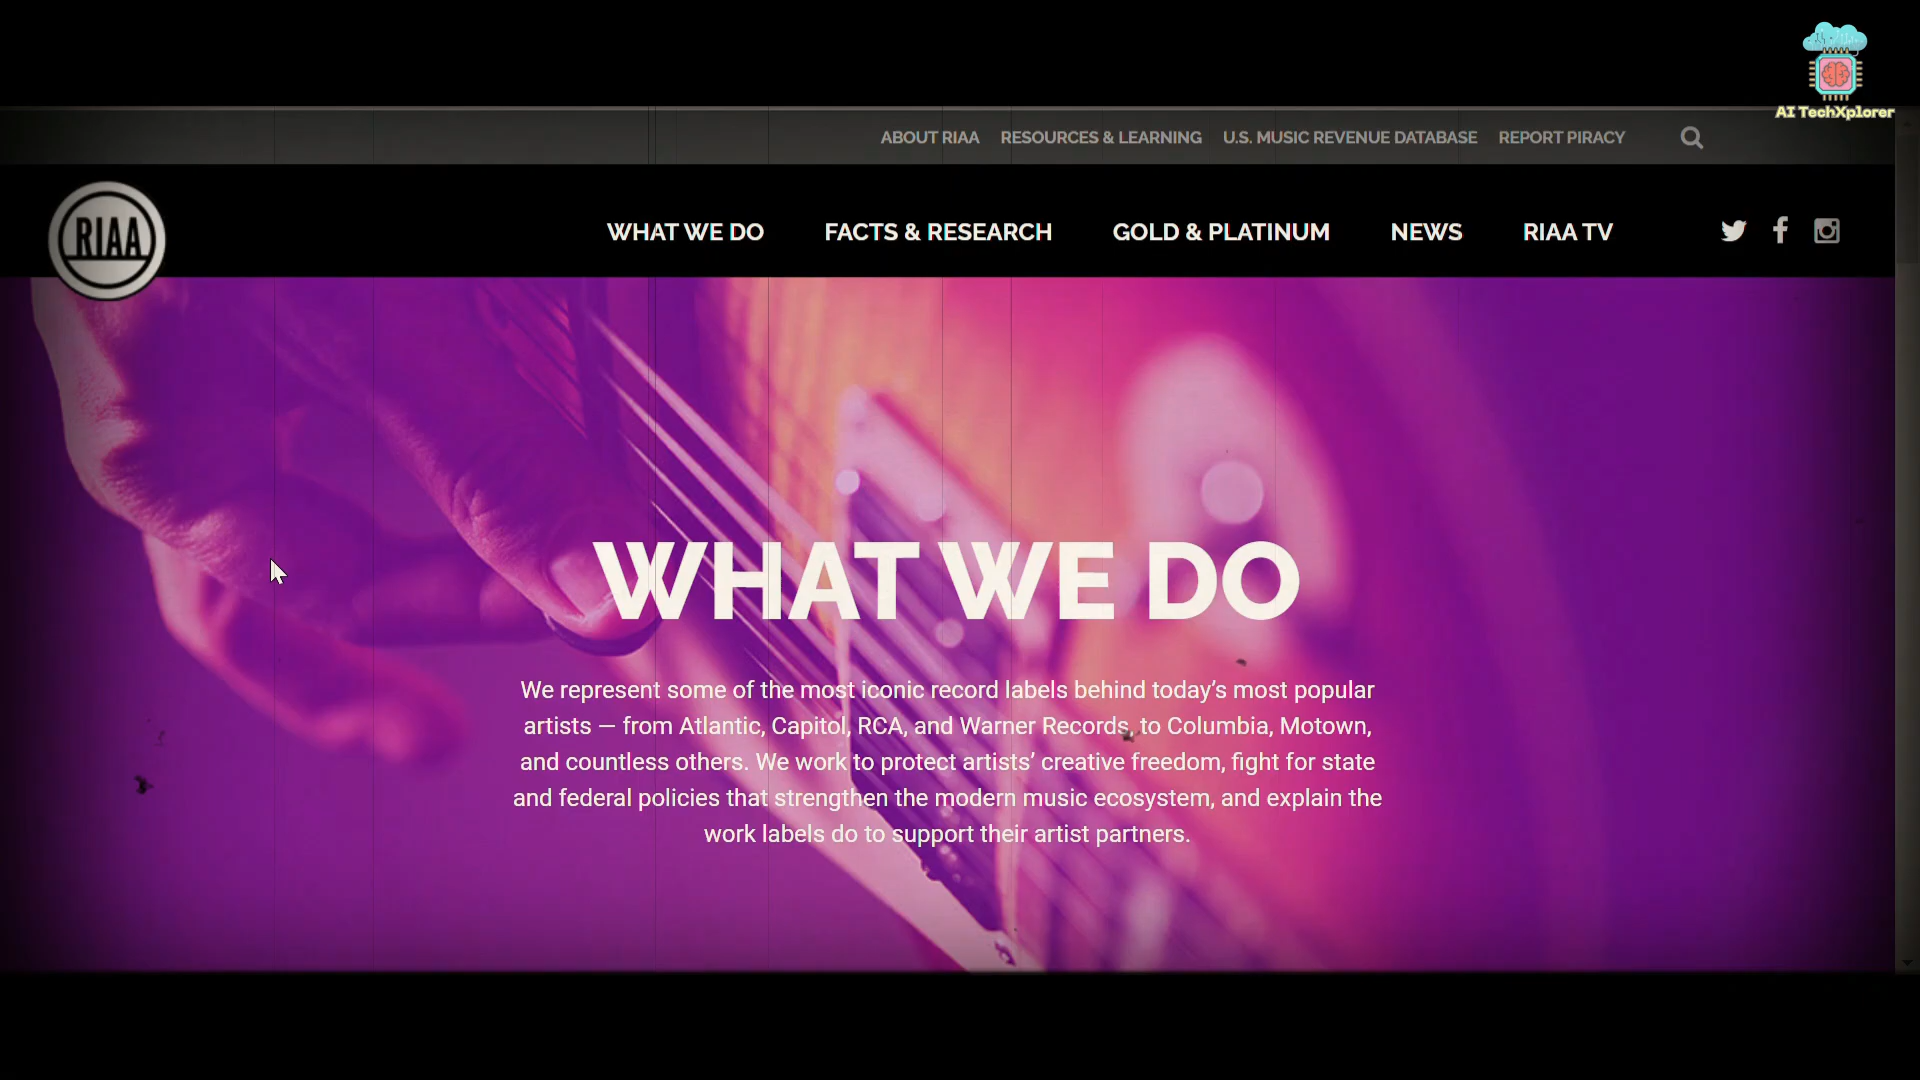 AI TechXplorer
ABOUT RIAA RESOURCES & LEARNING U.S. MUSIC REVENUE DATABASE REPORT PIRACY
RIAA
WHAT WE DO FACTS & RESEARCH GOLD & PLATINUM NEWS RIAA TV
WHAT WE DO
We represent some of the most iconic record labels behind today’s most popular
artists — from Atlantic, Capitol, RCA, and Warner Records, to Columbia, Motown,
and countless others. We work to protect artists’ creative freedom, fight for state
and federal policies that strengthen the modern music ecosystem, and explain the
work labels do to support their artist partners.